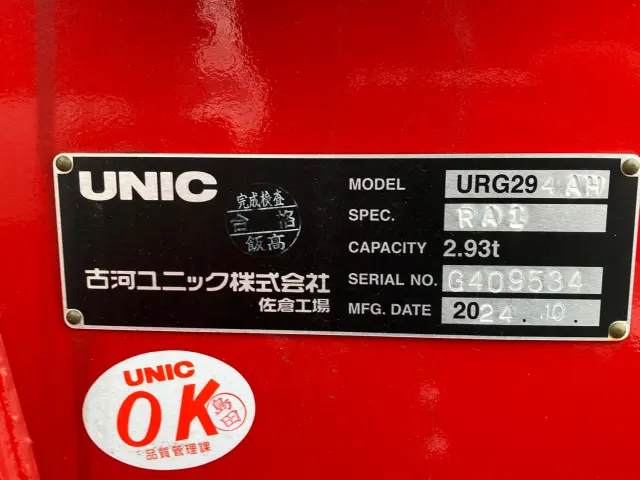 UNIC
完成検査
合格
飯高
古河ユニック株式会社
佐倉工場
MODEL URG294AH
SPEC. RA1
CAPACITY 2.93t
SERIAL NO. G409534
MFG. DATE 2024.10.
UNIC
OK
島田
品質管理課